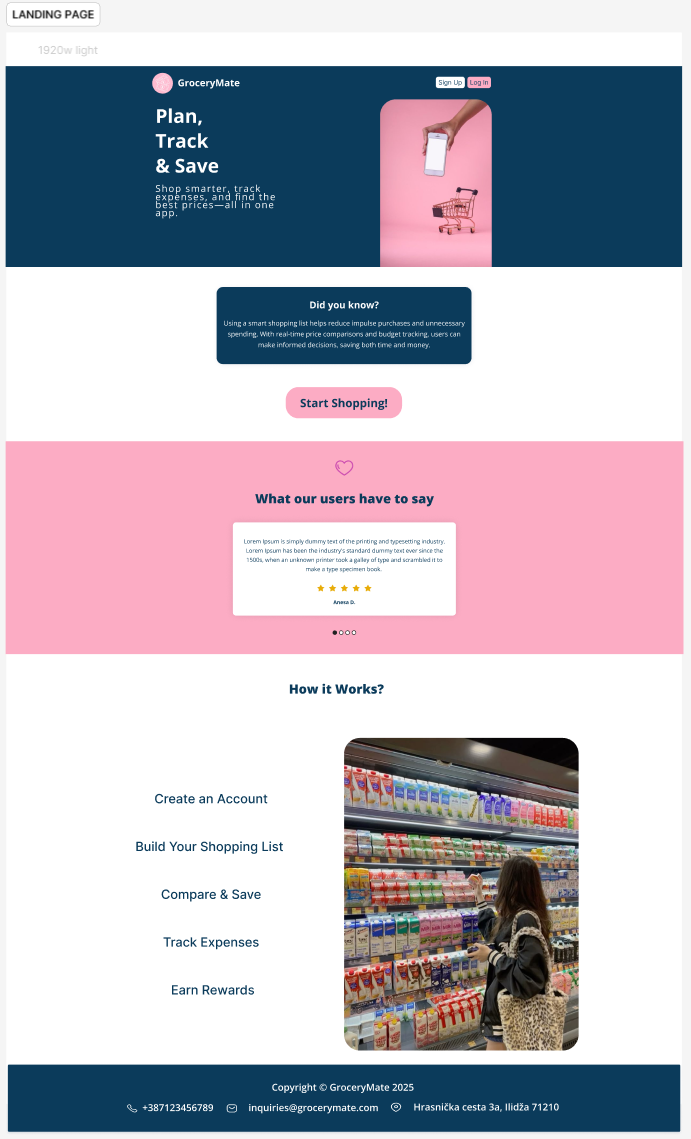 LANDING PAGE
1920w light
GroceryMate
Sign Up
Log In
Plan,
Track
& Save
Shop smarter, track
expenses, and find the
best prices—all in one
app.
Did you know?
Using a smart shopping list helps reduce impulse purchases and unnecessary
spending. With real-time price comparisons and budget tracking, users can
make informed decisions, saving both time and money.
Start Shopping!
What our users have to say
Lorem Ipsum is simply dummy text of the printing and typesetting industry.
Lorem Ipsum has been the industry's standard dummy text ever since the
1500s, when an unknown printer took a galley of type and scrambled it to
make a type specimen book.
Anesa D.
How it Works?
Create an Account
Build Your Shopping List
Compare & Save
Track Expenses
Earn Rewards
Copyright © GroceryMate 2025
+387123456789
inquiries@grocerymate.com
Hrasnička cesta 3a, Ilidža 71210